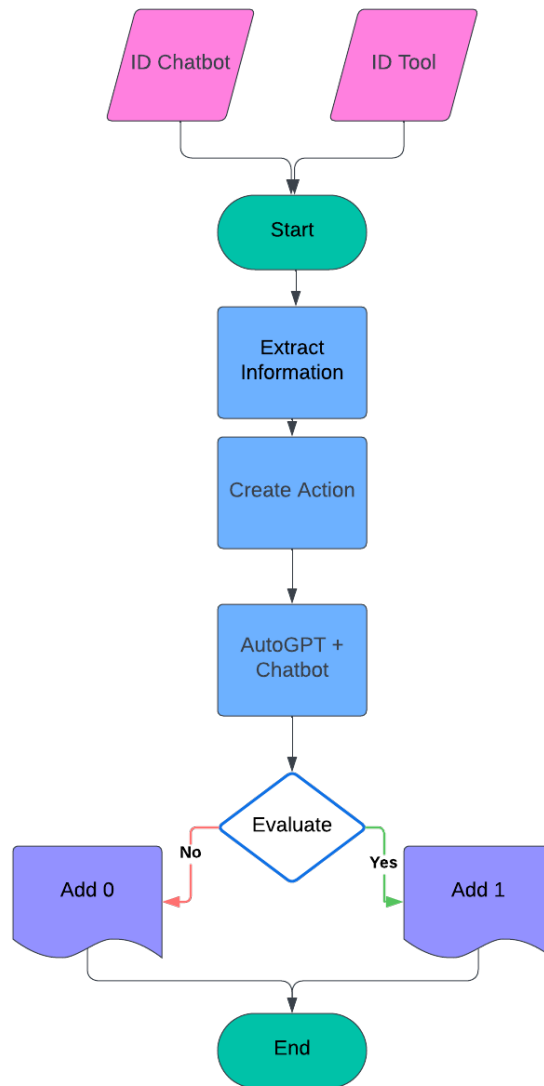 ID Chatbot
ID Tool
Start
Extract
Information
Create Action
AutoGPT +
Chatbot
Evaluate
No
Yes
Add 0
Add 1
End